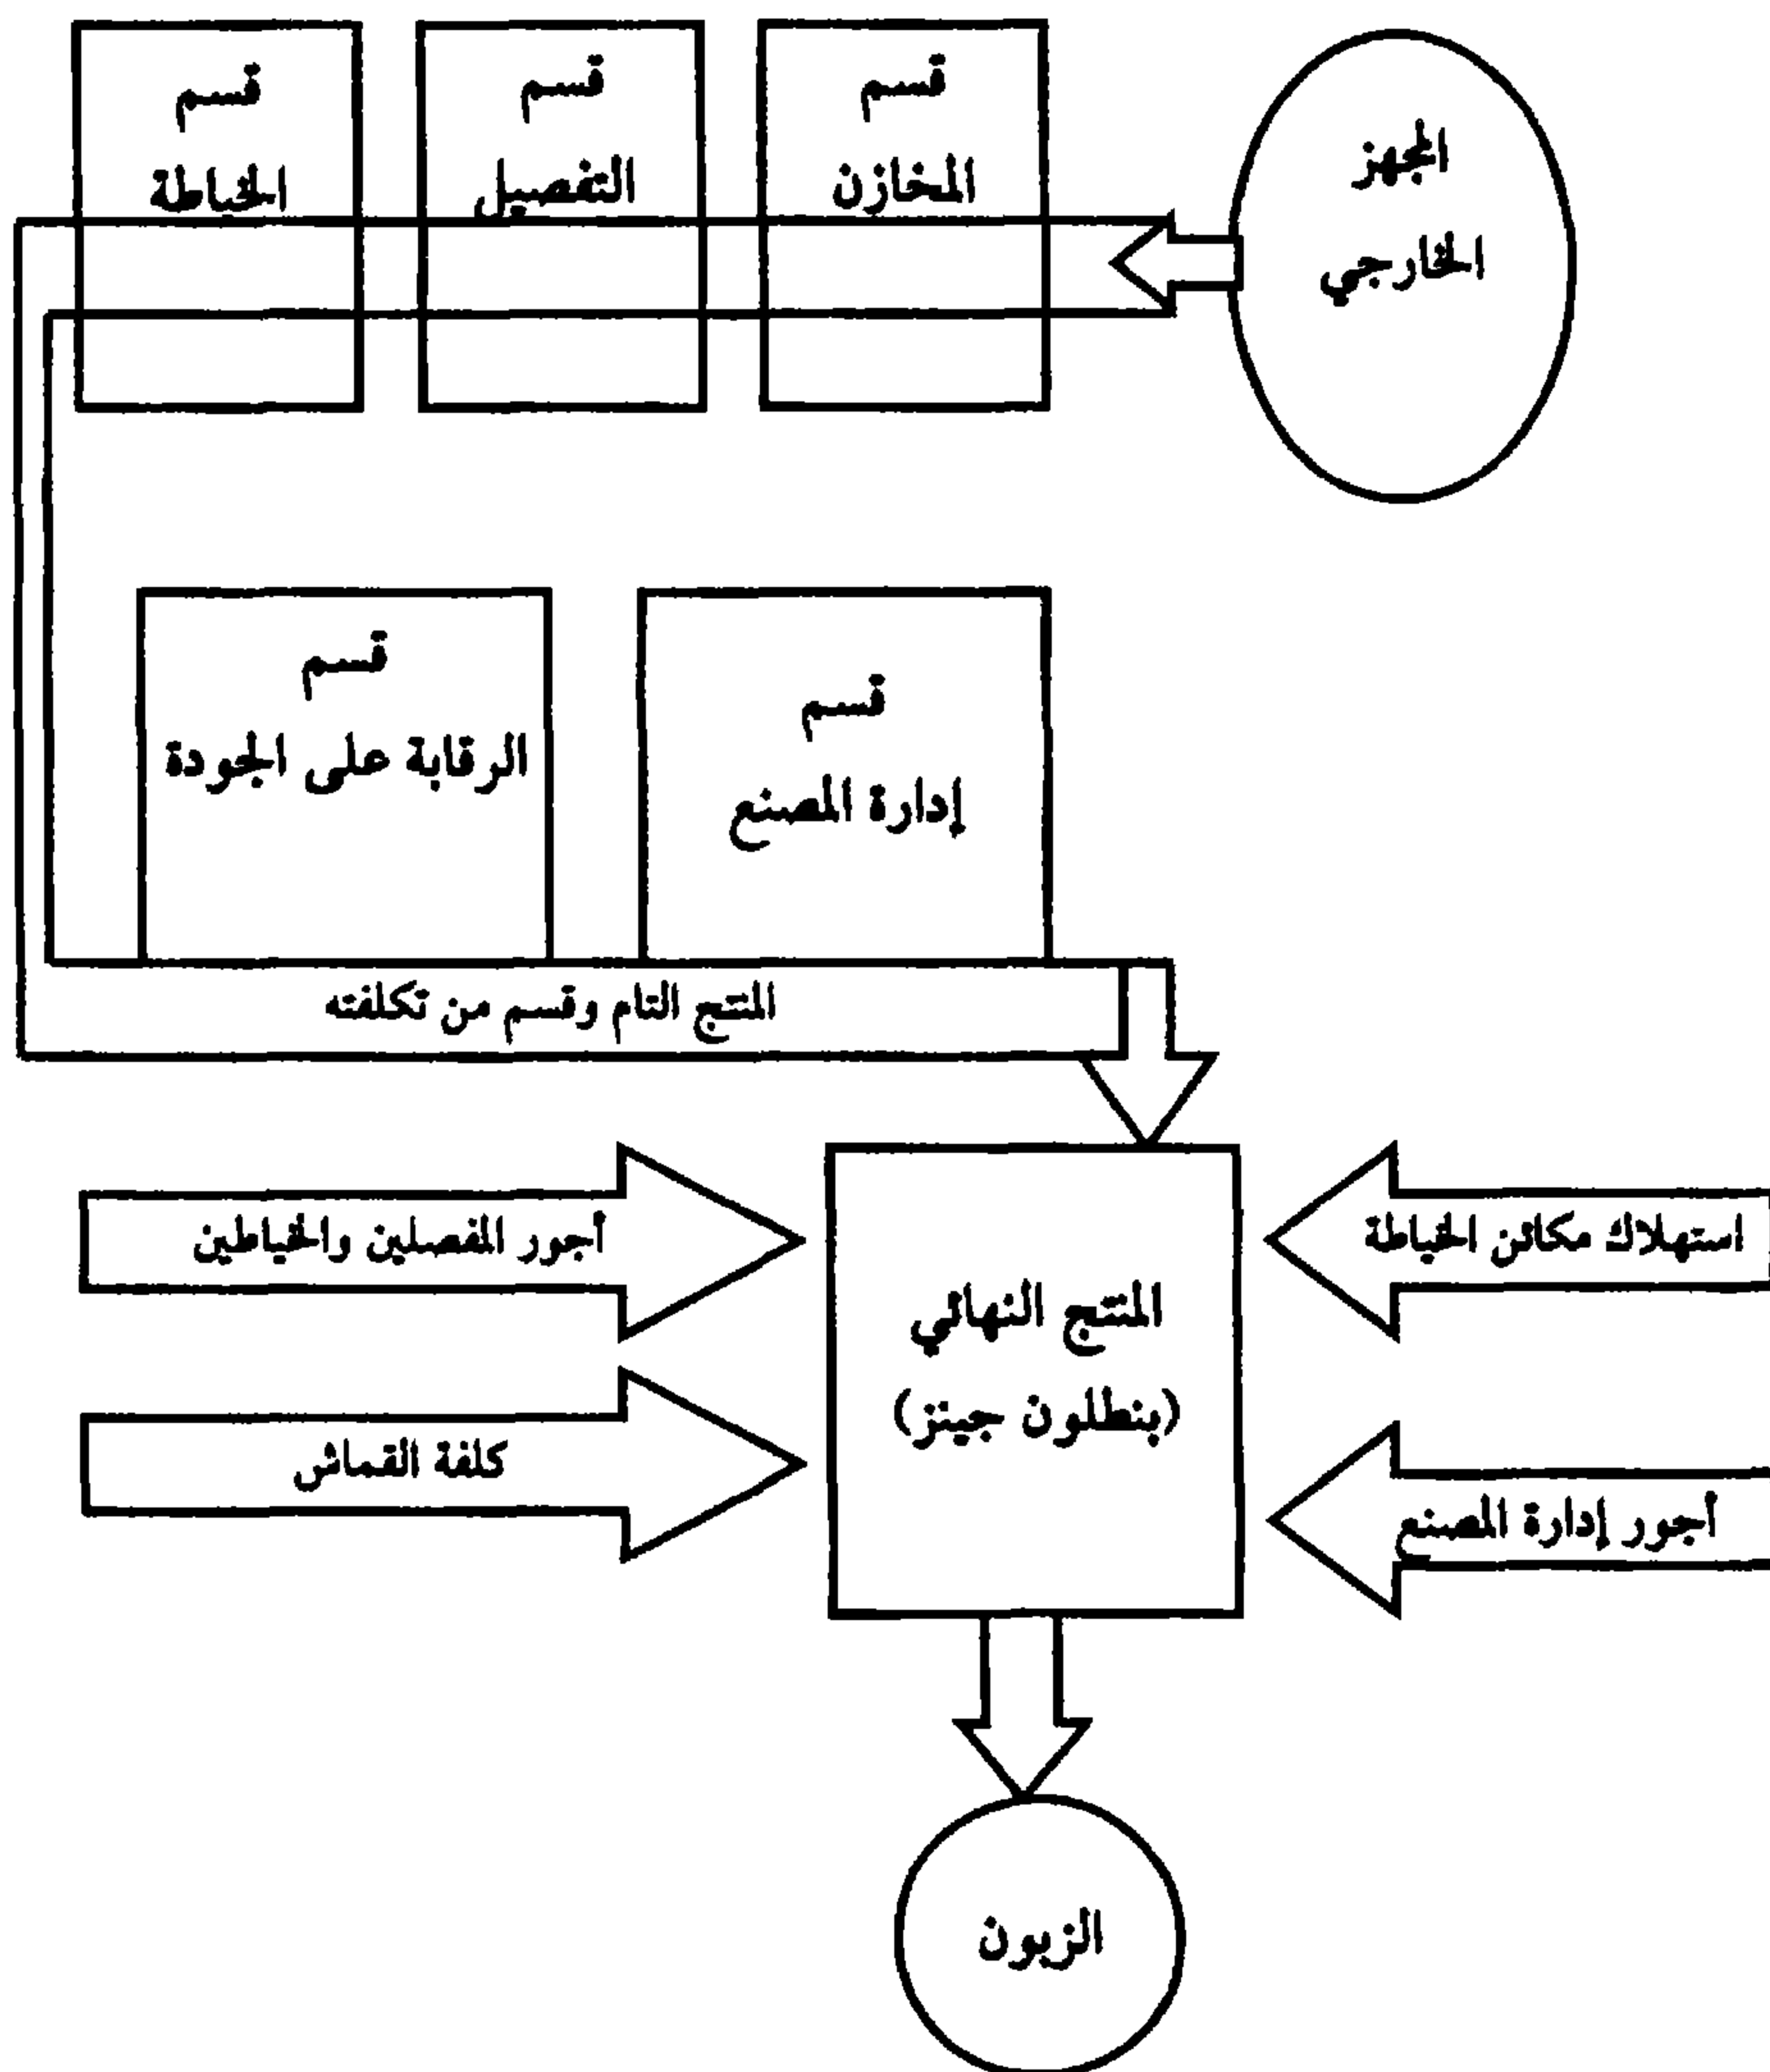 المجهز
الخارجي
قسم
المخازن
قسم
التفصيل
قسم
الخياطة
قسم
إدارة المصنع
قسم
الرقابة على الجودة
المنتج التام وقسم من تكلفته
استهلاك مكائن الخياطة
أجور إدارة المصنع
المنتج النهائي
(بنطلون جينز)
أجور المفصلين والخياطين
كلفة القماش
الزبون